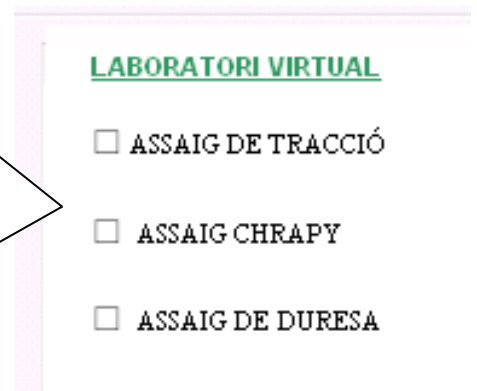 LABORATORI VIRTUAL
ASSAIG DE TRACCIÓ
ASSAIG CHRAPY
ASSAIG DE DURESA